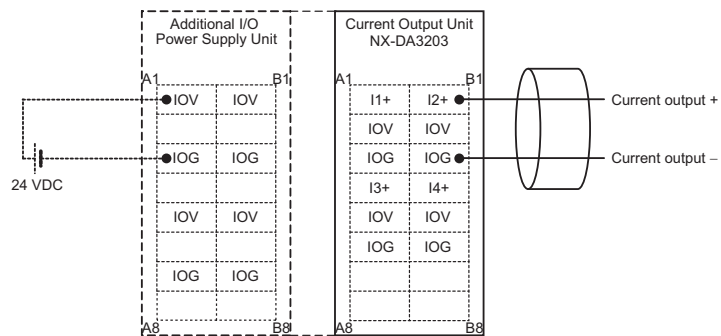 Additional I/O
Power Supply Unit
Current Output Unit
NX-DA3203
A1 B1 A1 B1
IOV IOV I1+ I2+ Current output +
IOV IOV
IOG IOG IOG IOG Current output –
24 VDC
I3+ I4+
IOV IOV IOV IOV
IOG IOG
IOG IOG
A8 B8 A8 B8